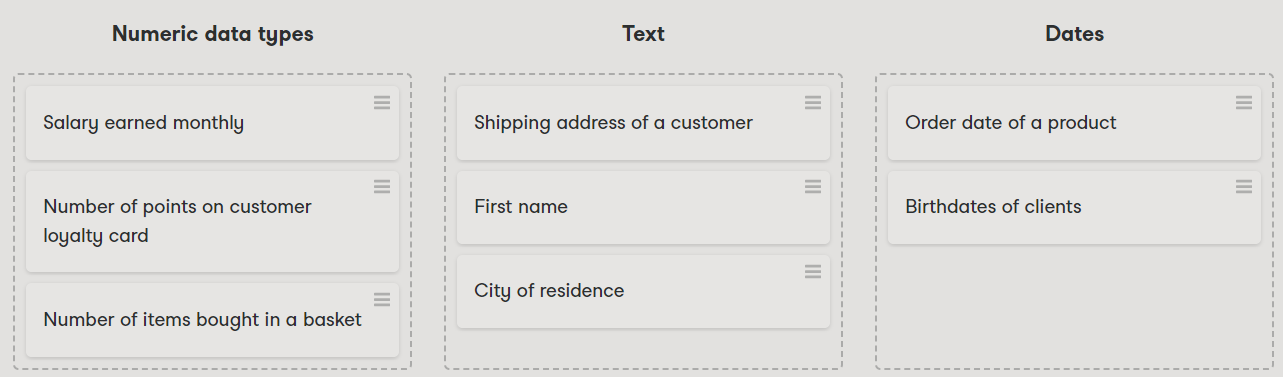 Numeric data types
Salary earned monthly
Number of points on customer
loyalty card
Number of items bought in a basket
Text
Shipping address of a customer
First name
City of residence
Dates
Order date of a product
Birthdates of clients